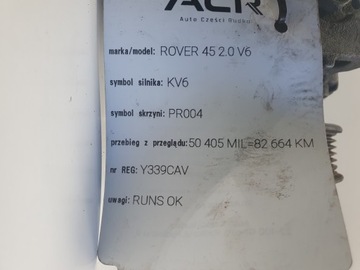 ACR
Auto Części Rudka
marka/model: ROVER 45 2.0 V6
symbol silnika: KV6
symbol skrzyni: PR004
przebieg z przeglądu: 50 405 MIL=82 664 KM
nr REG: Y339CAV
uwagi: RUNS OK